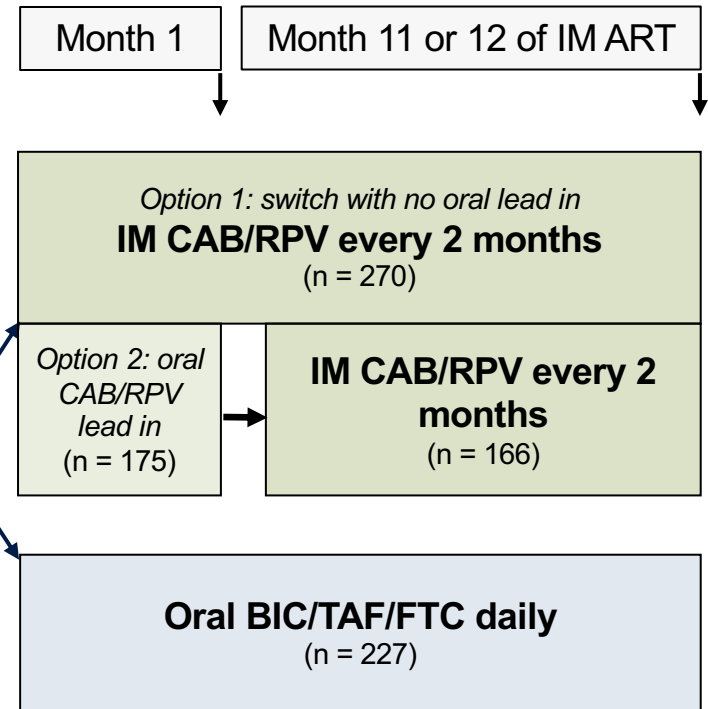 Month 1
Month 11 or 12 of IM ART
Option 1: switch with no oral lead in
IM CAB/RPV every 2 months
(n = 270)
Option 2: oral
CAB/RPV
lead in
(n = 175)
IM CAB/RPV every 2
months
(n = 166)
Oral BIC/TAF/FTC daily
(n = 227)